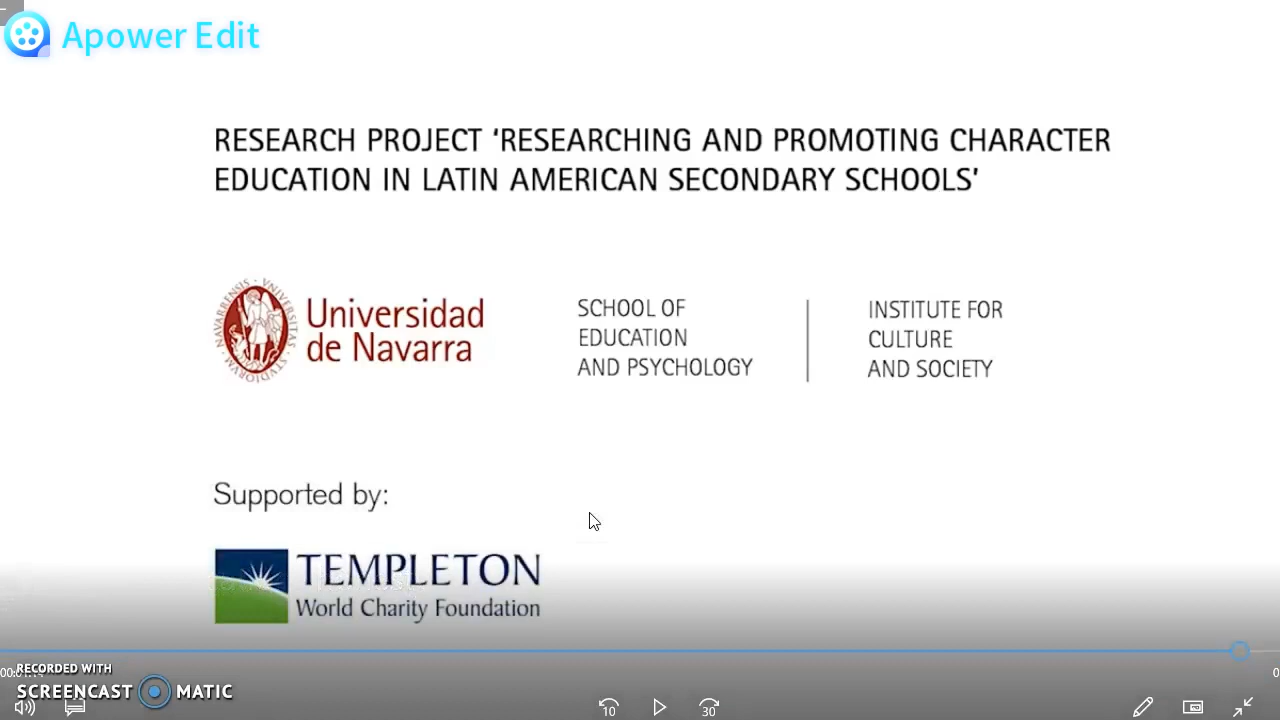 Apower Edit
RESEARCH PROJECT ‘RESEARCHING AND PROMOTING CHARACTER
EDUCATION IN LATIN AMERICAN SECONDARY SCHOOLS’
Universidad
de Navarra
SCHOOL OF
EDUCATION
AND PSYCHOLOGY
INSTITUTE FOR
CULTURE
AND SOCIETY
Supported by:
TEMPLETON
World Charity Foundation
RECORDED WITH
SCREENCAST MATIC
10
30